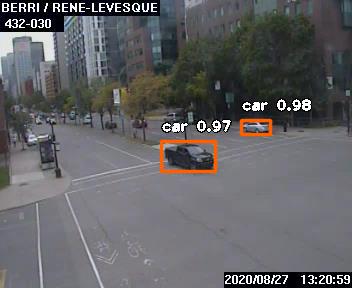 BERRI / RENE-LEVESQUE
432-030
car 0.98
car 0.97
2020/08/27 13:20:59